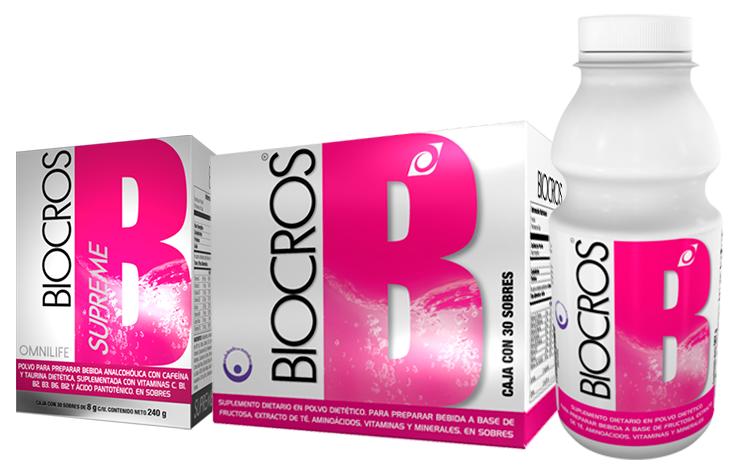 BIOCROS
SUPREME
B
OMNILIFE
POLVO PARA PREPARAR BEBIDA ANALCOHÓLICA CON CAFEÍNA
Y TAURINA DIETÉTICA, SUPLEMENTADA CON VITAMINAS C, B1,
B2, B3, B6, B12 Y ÁCIDO PANTOTÉNICO, EN SOBRES
CAJA CON 30 SOBRES DE 8 g C/U. CONTENIDO NETO 240 g
SUPREME
BIOCROS®
B
CAJA CON 30 SOBRES
SUPLEMENTO DIETARIO EN POLVO DIETÉTICO, PARA PREPARAR BEBIDA A BASE DE
FRUCTOSA, EXTRACTO DE TÉ, AMINOÁCIDOS, VITAMINAS Y MINERALES, EN SOBRES
BIOCROS
BIOCROS®
B
SUPLEMENTO DIETARIO EN POLVO DIETÉTICO,
PARA PREPARAR BEBIDA A BASE DE FRUCTOSA, EXTRACTO
DE TÉ, AMINOÁCIDOS, VITAMINAS Y MINERALES